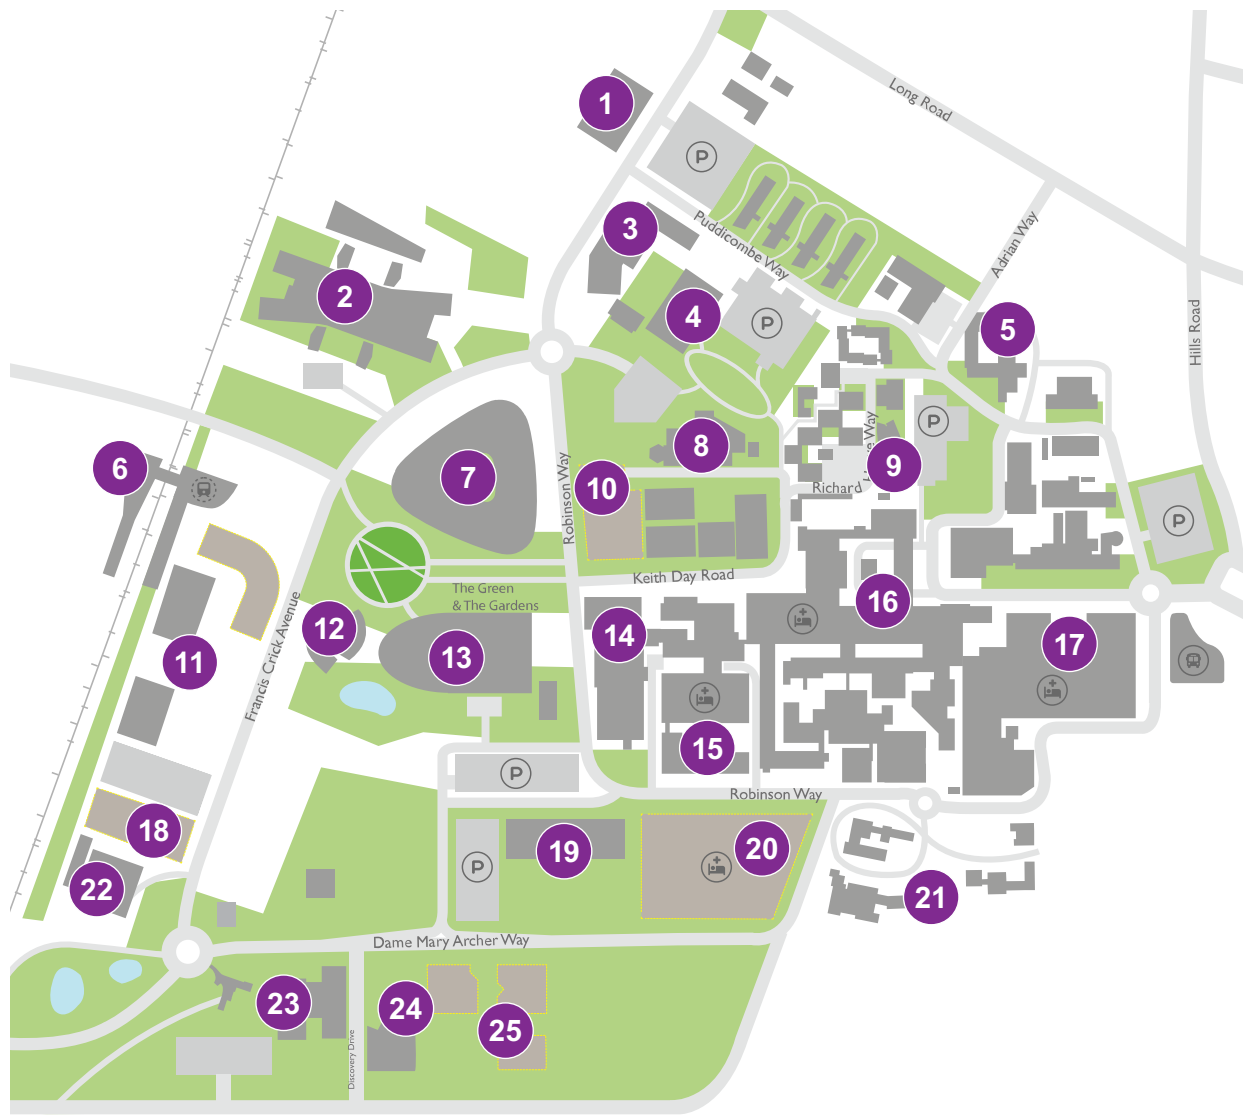 1
Long Road
P
Puddicombe Way
3
Adrian Way
2
4
P
5
Hills Road
8
P
6
7
Robinson Way
10
Richard
9
P
The Green
& The Gardens
Keith Day Road
16
11
Francis Crick Avenue
12
13
14
17
15
P
Robinson Way
18
19
20
P
22
21
Dame Mary Archer Way
23
24
25
Discovery Drive